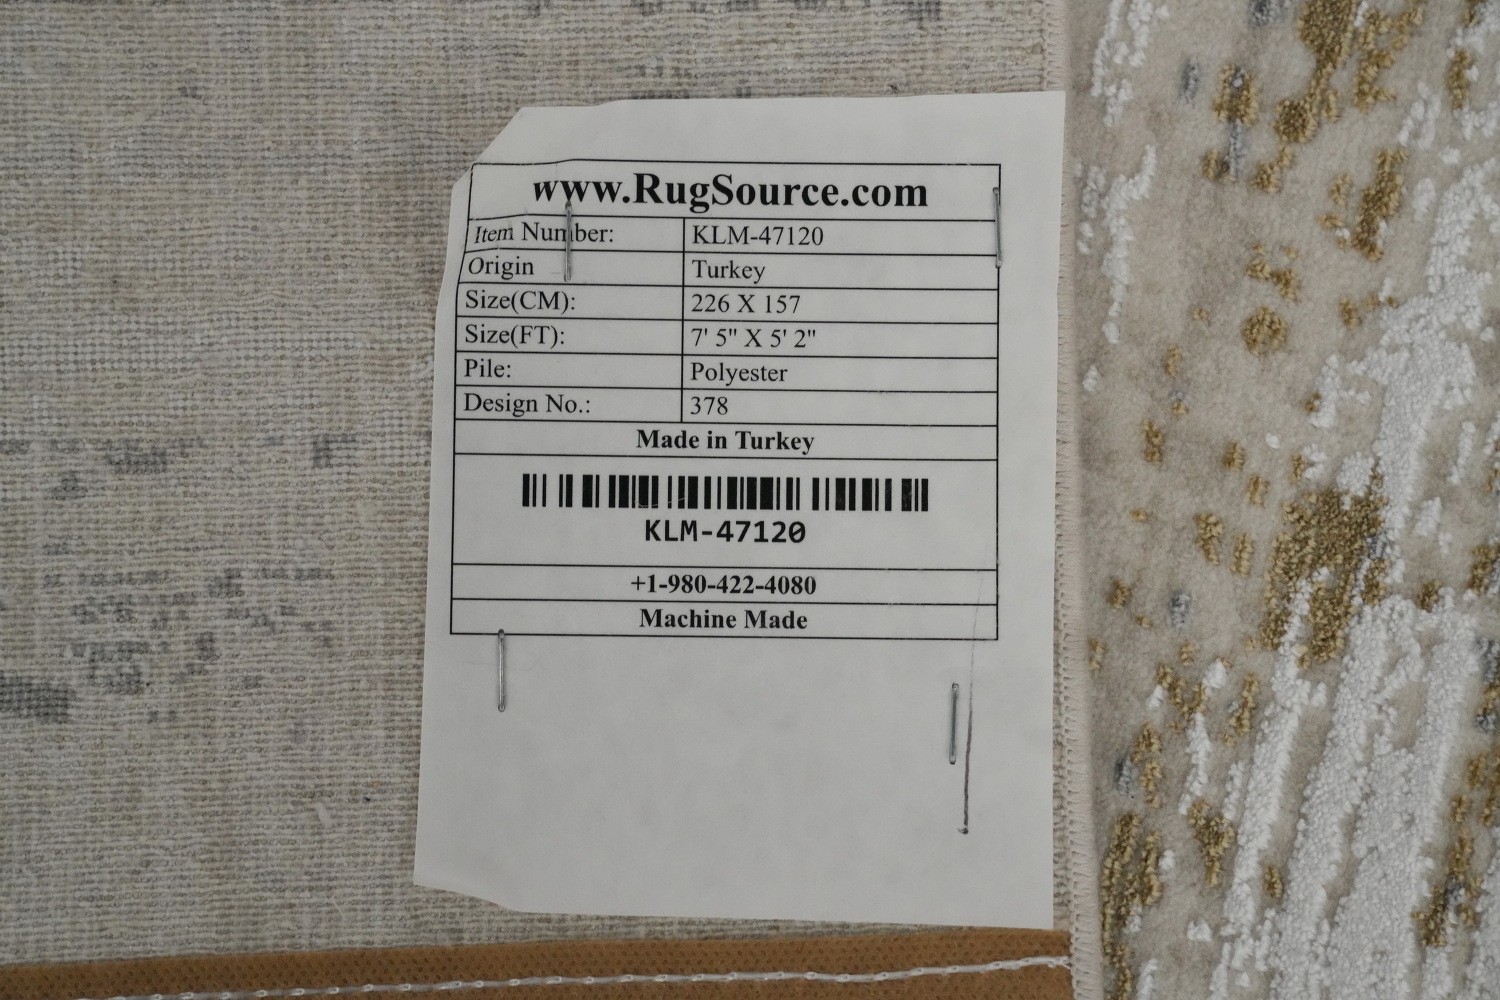 www.RugSource.com
Item Number: KLM-47120
Origin Turkey
Size(CM): 226 X 157
Size(FT): 7' 5" X 5' 2"
Pile: Polyester
Design No.: 378
Made in Turkey
KLM-47120
+1-980-422-4080
Machine Made